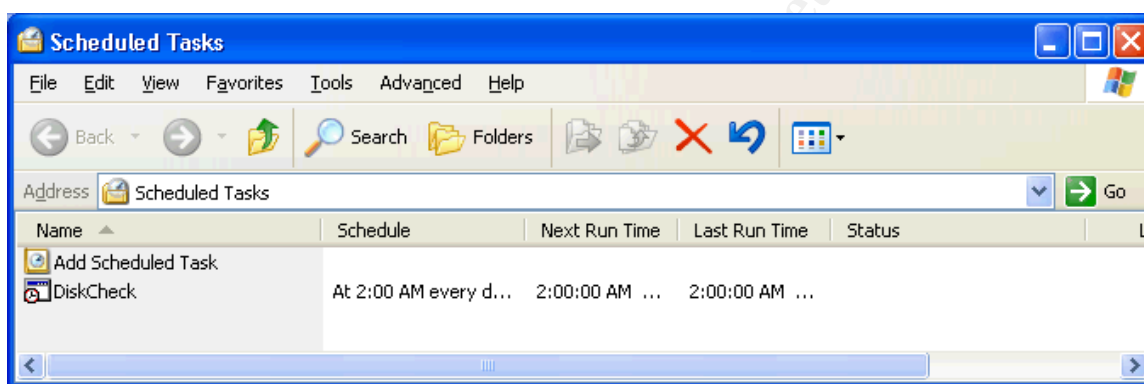 Scheduled Tasks
File Edit View Favorites Tools Advanced Help
Back Search Folders
Address Scheduled Tasks Go
Name Schedule Next Run Time Last Run Time Status
Add Scheduled Task
DiskCheck At 2:00 AM every d... 2:00:00 AM ... 2:00:00 AM ...